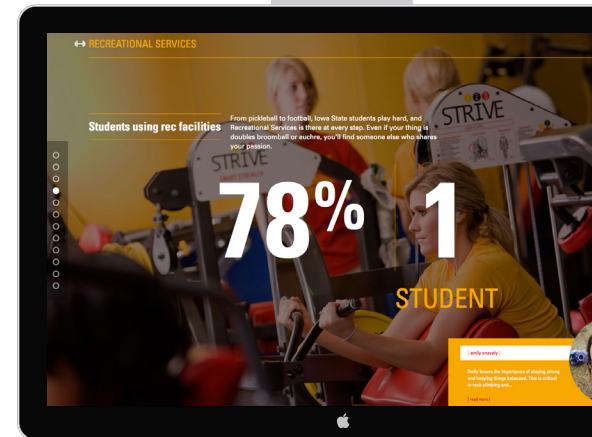 RECREATIONAL SERVICES
Students using rec facilities
From pickleball to football, Iowa State students play hard, and
Recreational Services is there at every step. Even if your thing is
doubles broomball or euchre, you'll find someone else who shares
your passion.
STRIVE
STRIVE
78% 1
STUDENT
[ emily snavely ]
Emily knows the importance of staying strong
and keeping things balanced. This is critical
in rock climbing and...
[ read more ]